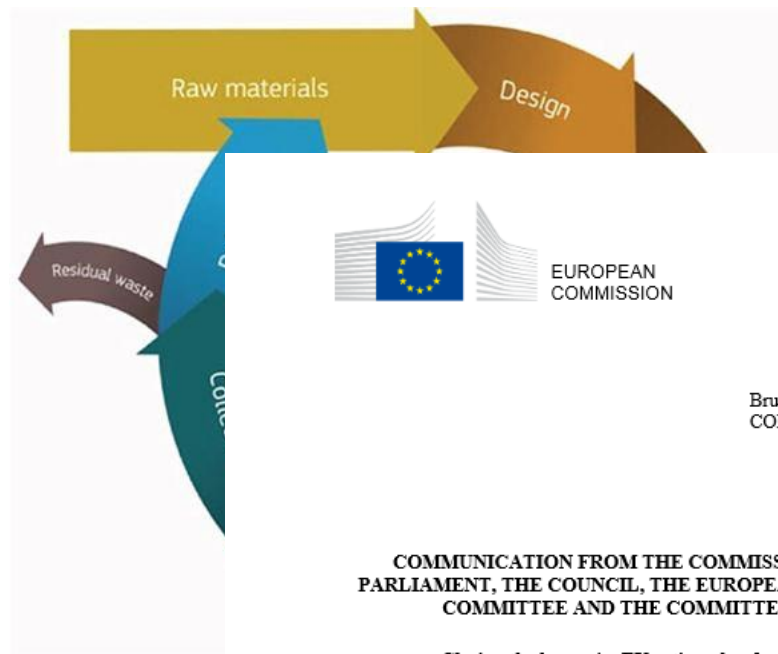 Raw materials
Design
Residual waste
EUROPEAN
COMMISSION
COMMUNICATION FROM THE COMMISS
PARLIAMENT, THE COUNCIL, THE EUROPEA
COMMITTEE AND THE COMMITTE